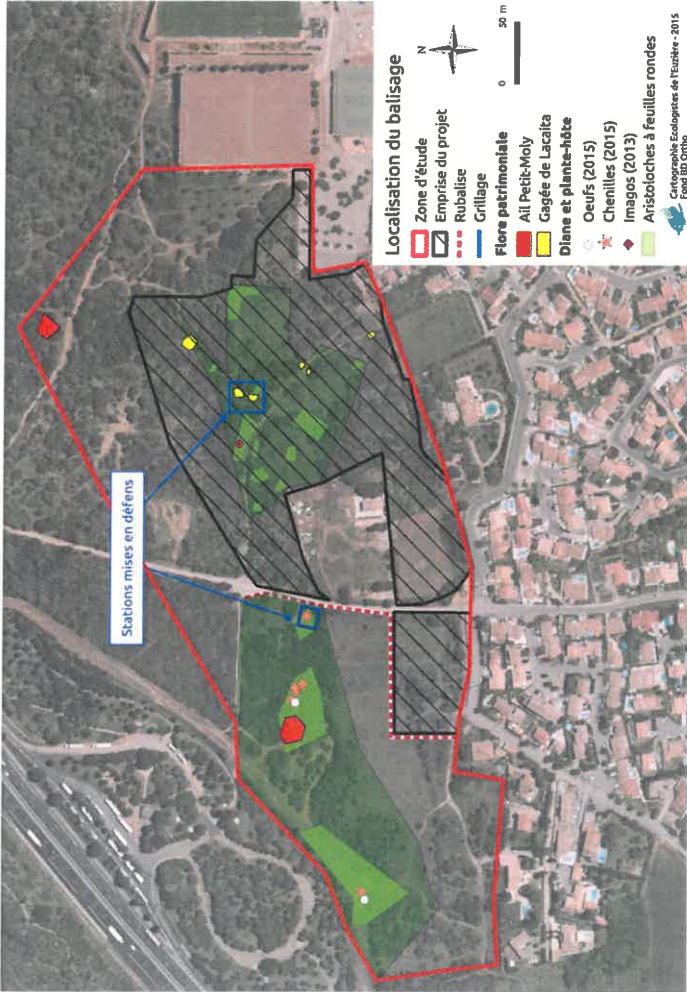 Stations mises en défens
Localisation du balisage
Zone d'étude
Emprise du projet
Rubalise
Grillage
Flore patrimoniale
Ail Petit-Moly
Gagée de Lacaita
Diane et plante-hôte
Oeufs (2015)
Chenilles (2015)
Imagos (2013)
Aristoloches à feuilles rondes
N
0
50 m
Cartographie Ecologistes de l'Euzière - 2015
Fond BD Ortho